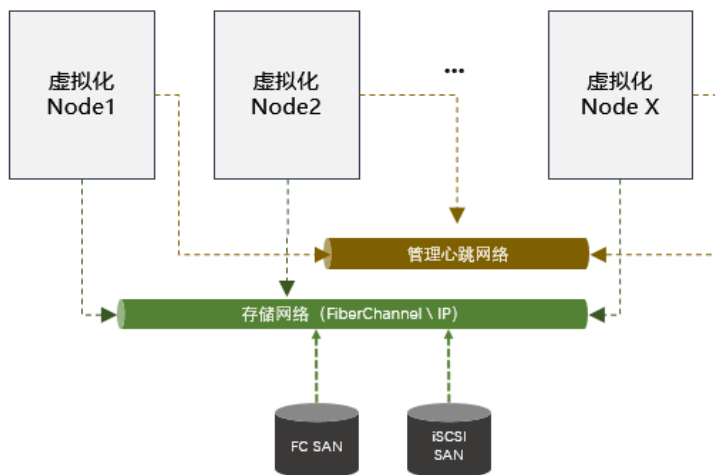 虚拟化
Node1
虚拟化
Node2
...
虚拟化
Node X
管理心跳网络
存储网络（FiberChannel \ IP）
FC SAN
iSCSI
SAN